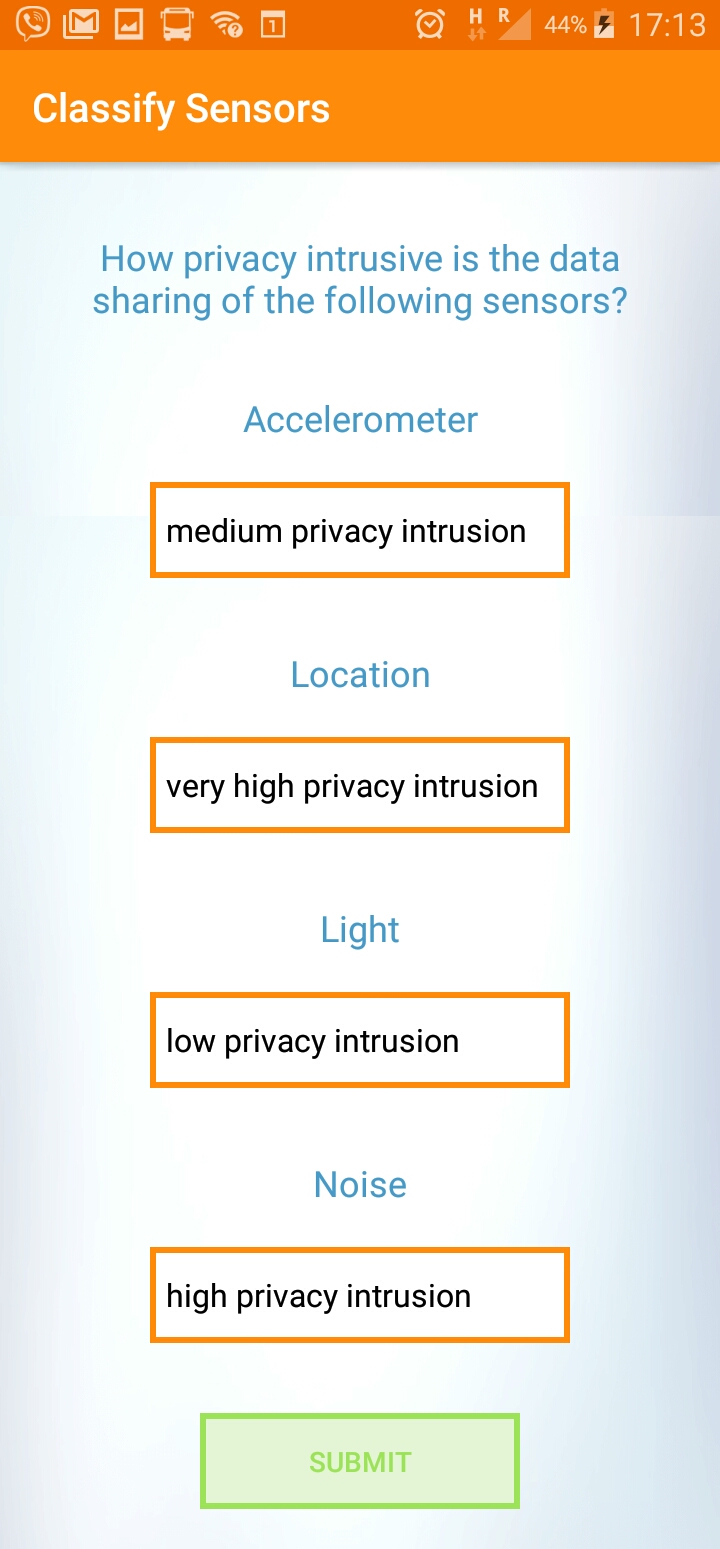 1 H R 44% 17:13
Classify Sensors
How privacy intrusive is the data
sharing of the following sensors?
Accelerometer
medium privacy intrusion
Location
very high privacy intrusion
Light
low privacy intrusion
Noise
high privacy intrusion
SUBMIT